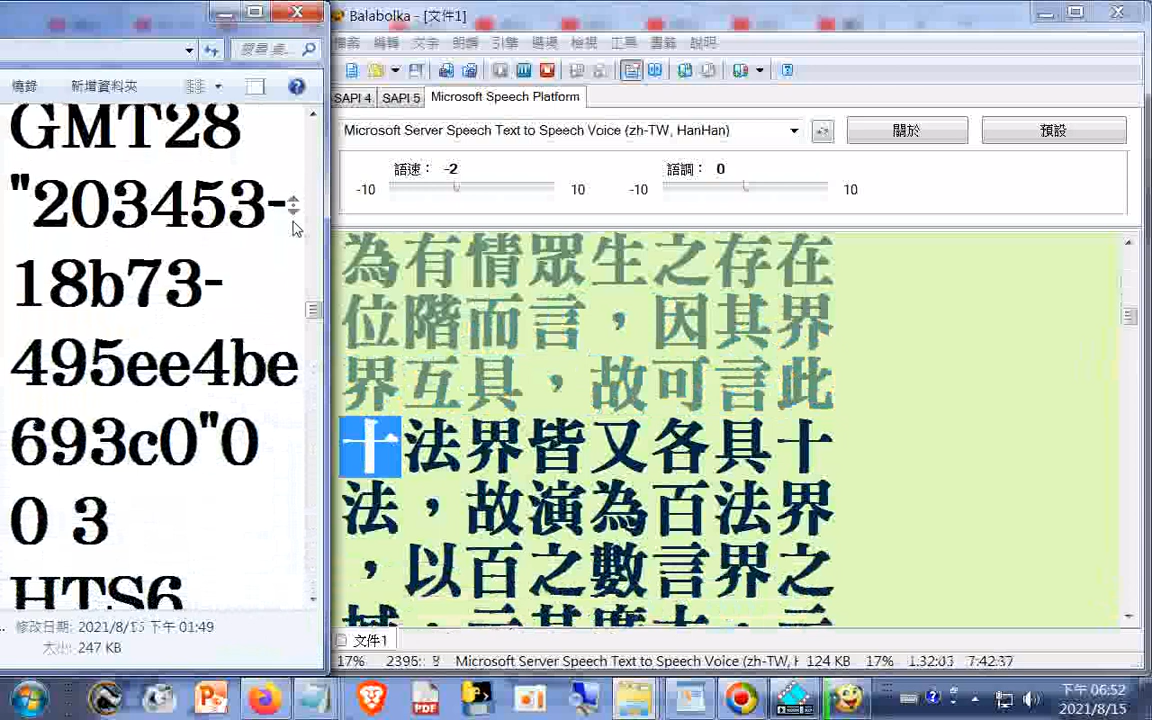 Balabolka - [文件1]
檔案 編輯 文字 朗讀 引擎 選項 檢視 工具 書籤 說明
SAPI 4 SAPI 5 Microsoft Speech Platform
Microsoft Server Speech Text to Speech Voice (zh-TW, HanHan) 關於 預設
語速： -2 語調： 0
-10 10 -10 10
燒錄 新增資料夾
GMT28
"203453-
18b73-
495ee4be
693c0"0
0 3
HTS6
修改日期: 2021/8/15 下午 01:49
大小: 247 KB
為有情眾生之存在
位階而言，因其界
界互具，故可言此
十法界皆又各具十
法，故演為百法界
，以百之數言界之
文件1
17% Microsoft Server Speech Text to Speech Voice (zh-TW, H 124 KB 17% 1:32:03 7:42:37
下午 06:52
2021/8/15